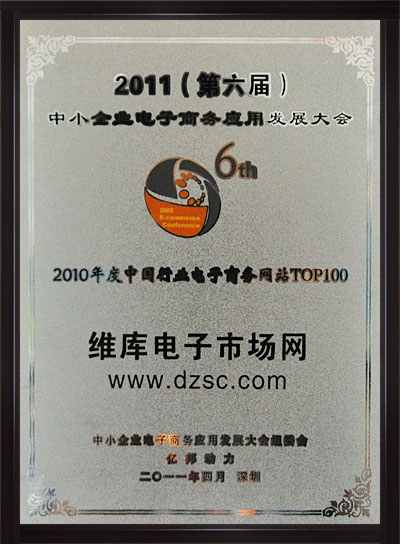 2011（第六届）
中小企业电子商务应用发展大会
6th
SME
E-commerce
Conference
2010年度中国行业电子商务网站TOP100
维库电子市场网
www.dzsc.com
中小企业电子商务应用发展大会组委会
亿邦动力
二〇一一年四月 深圳